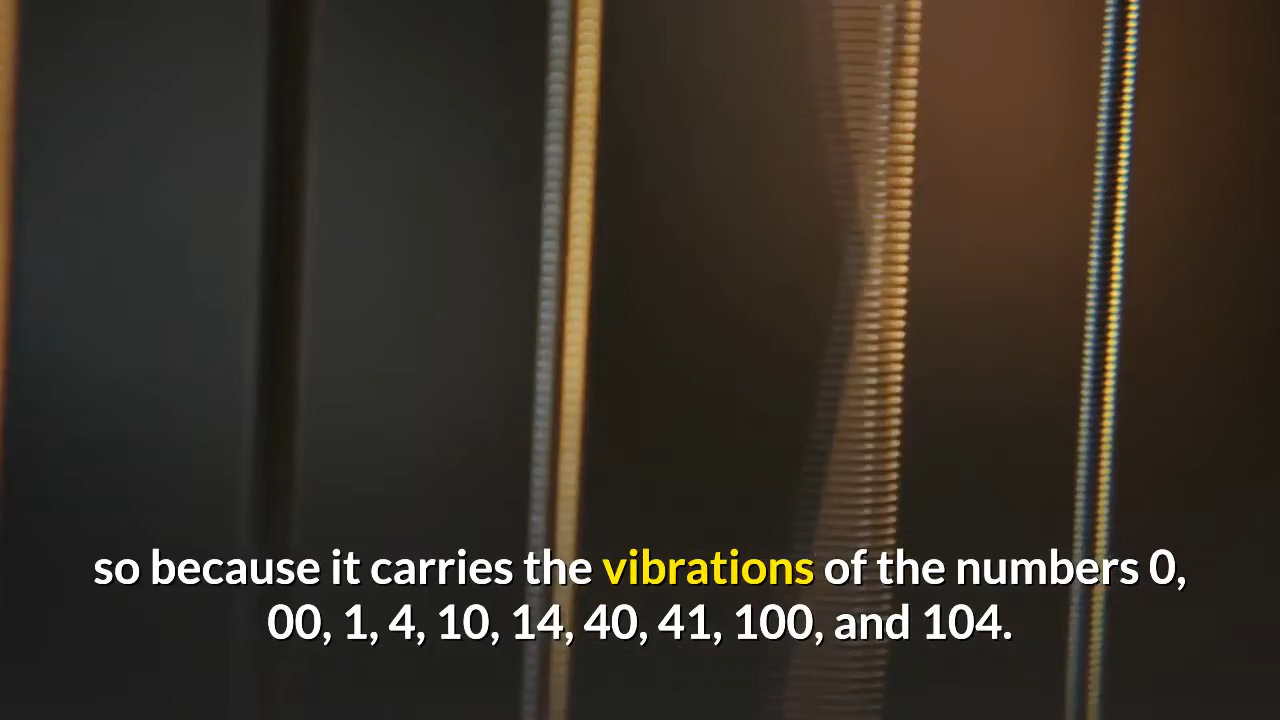 so because it carries the vibrations of the numbers 0,
00, 1, 4, 10, 14, 40, 41, 100, and 104.